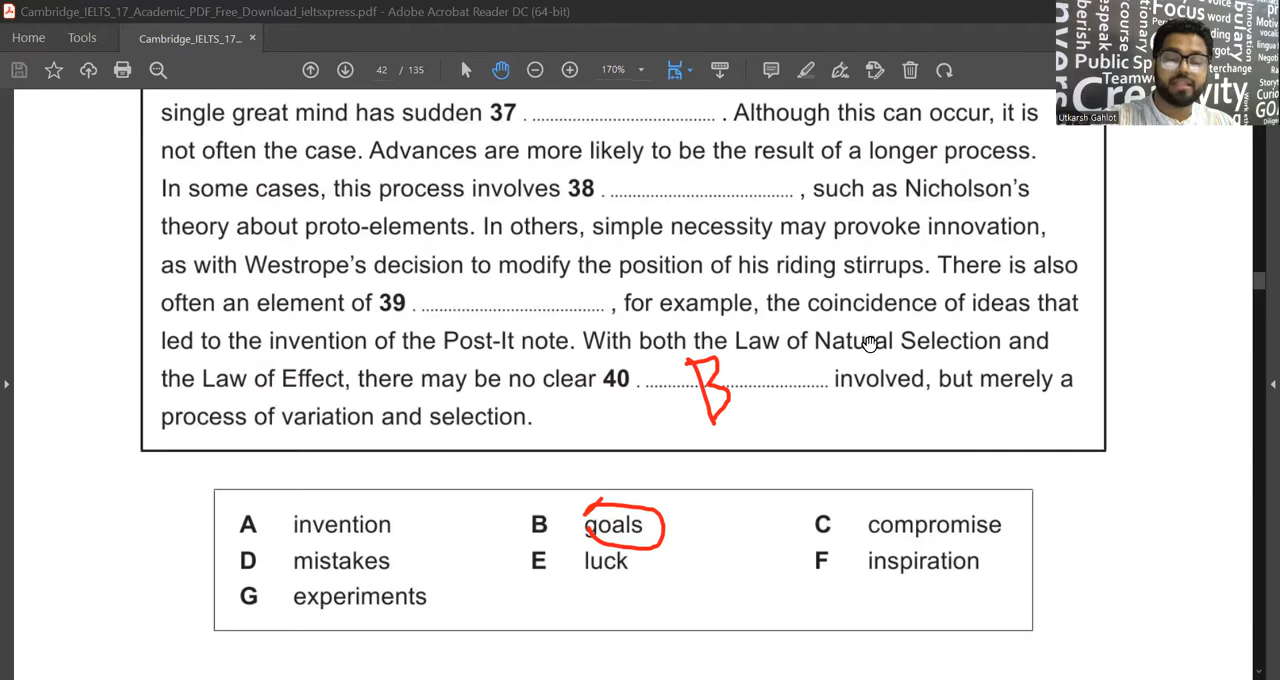 Cambridge_IELTS_17_Academic_PDF_Free_Download_ieltsxpress.pdf - Adobe Acrobat Reader DC (64-bit)
Home Tools Cambridge_IELTS_17... ×
42 / 135 170%
single great mind has sudden 37 . .............................................. . Although this can occur, it is
not often the case. Advances are more likely to be the result of a longer process.
In some cases, this process involves 38 . .............................................. , such as Nicholson's
theory about proto-elements. In others, simple necessity may provoke innovation,
as with Westrope's decision to modify the position of his riding stirrups. There is also
often an element of 39 . .............................................. , for example, the coincidence of ideas that
led to the invention of the Post-It note. With both the Law of Natural Selection and
the Law of Effect, there may be no clear 40 . .............................................. involved, but merely a
B
process of variation and selection.
A invention B goals C compromise
D mistakes E luck F inspiration
G experiments
Focus
word
Public Sp
Teamw
Creativity
Utkarsh Gahlot